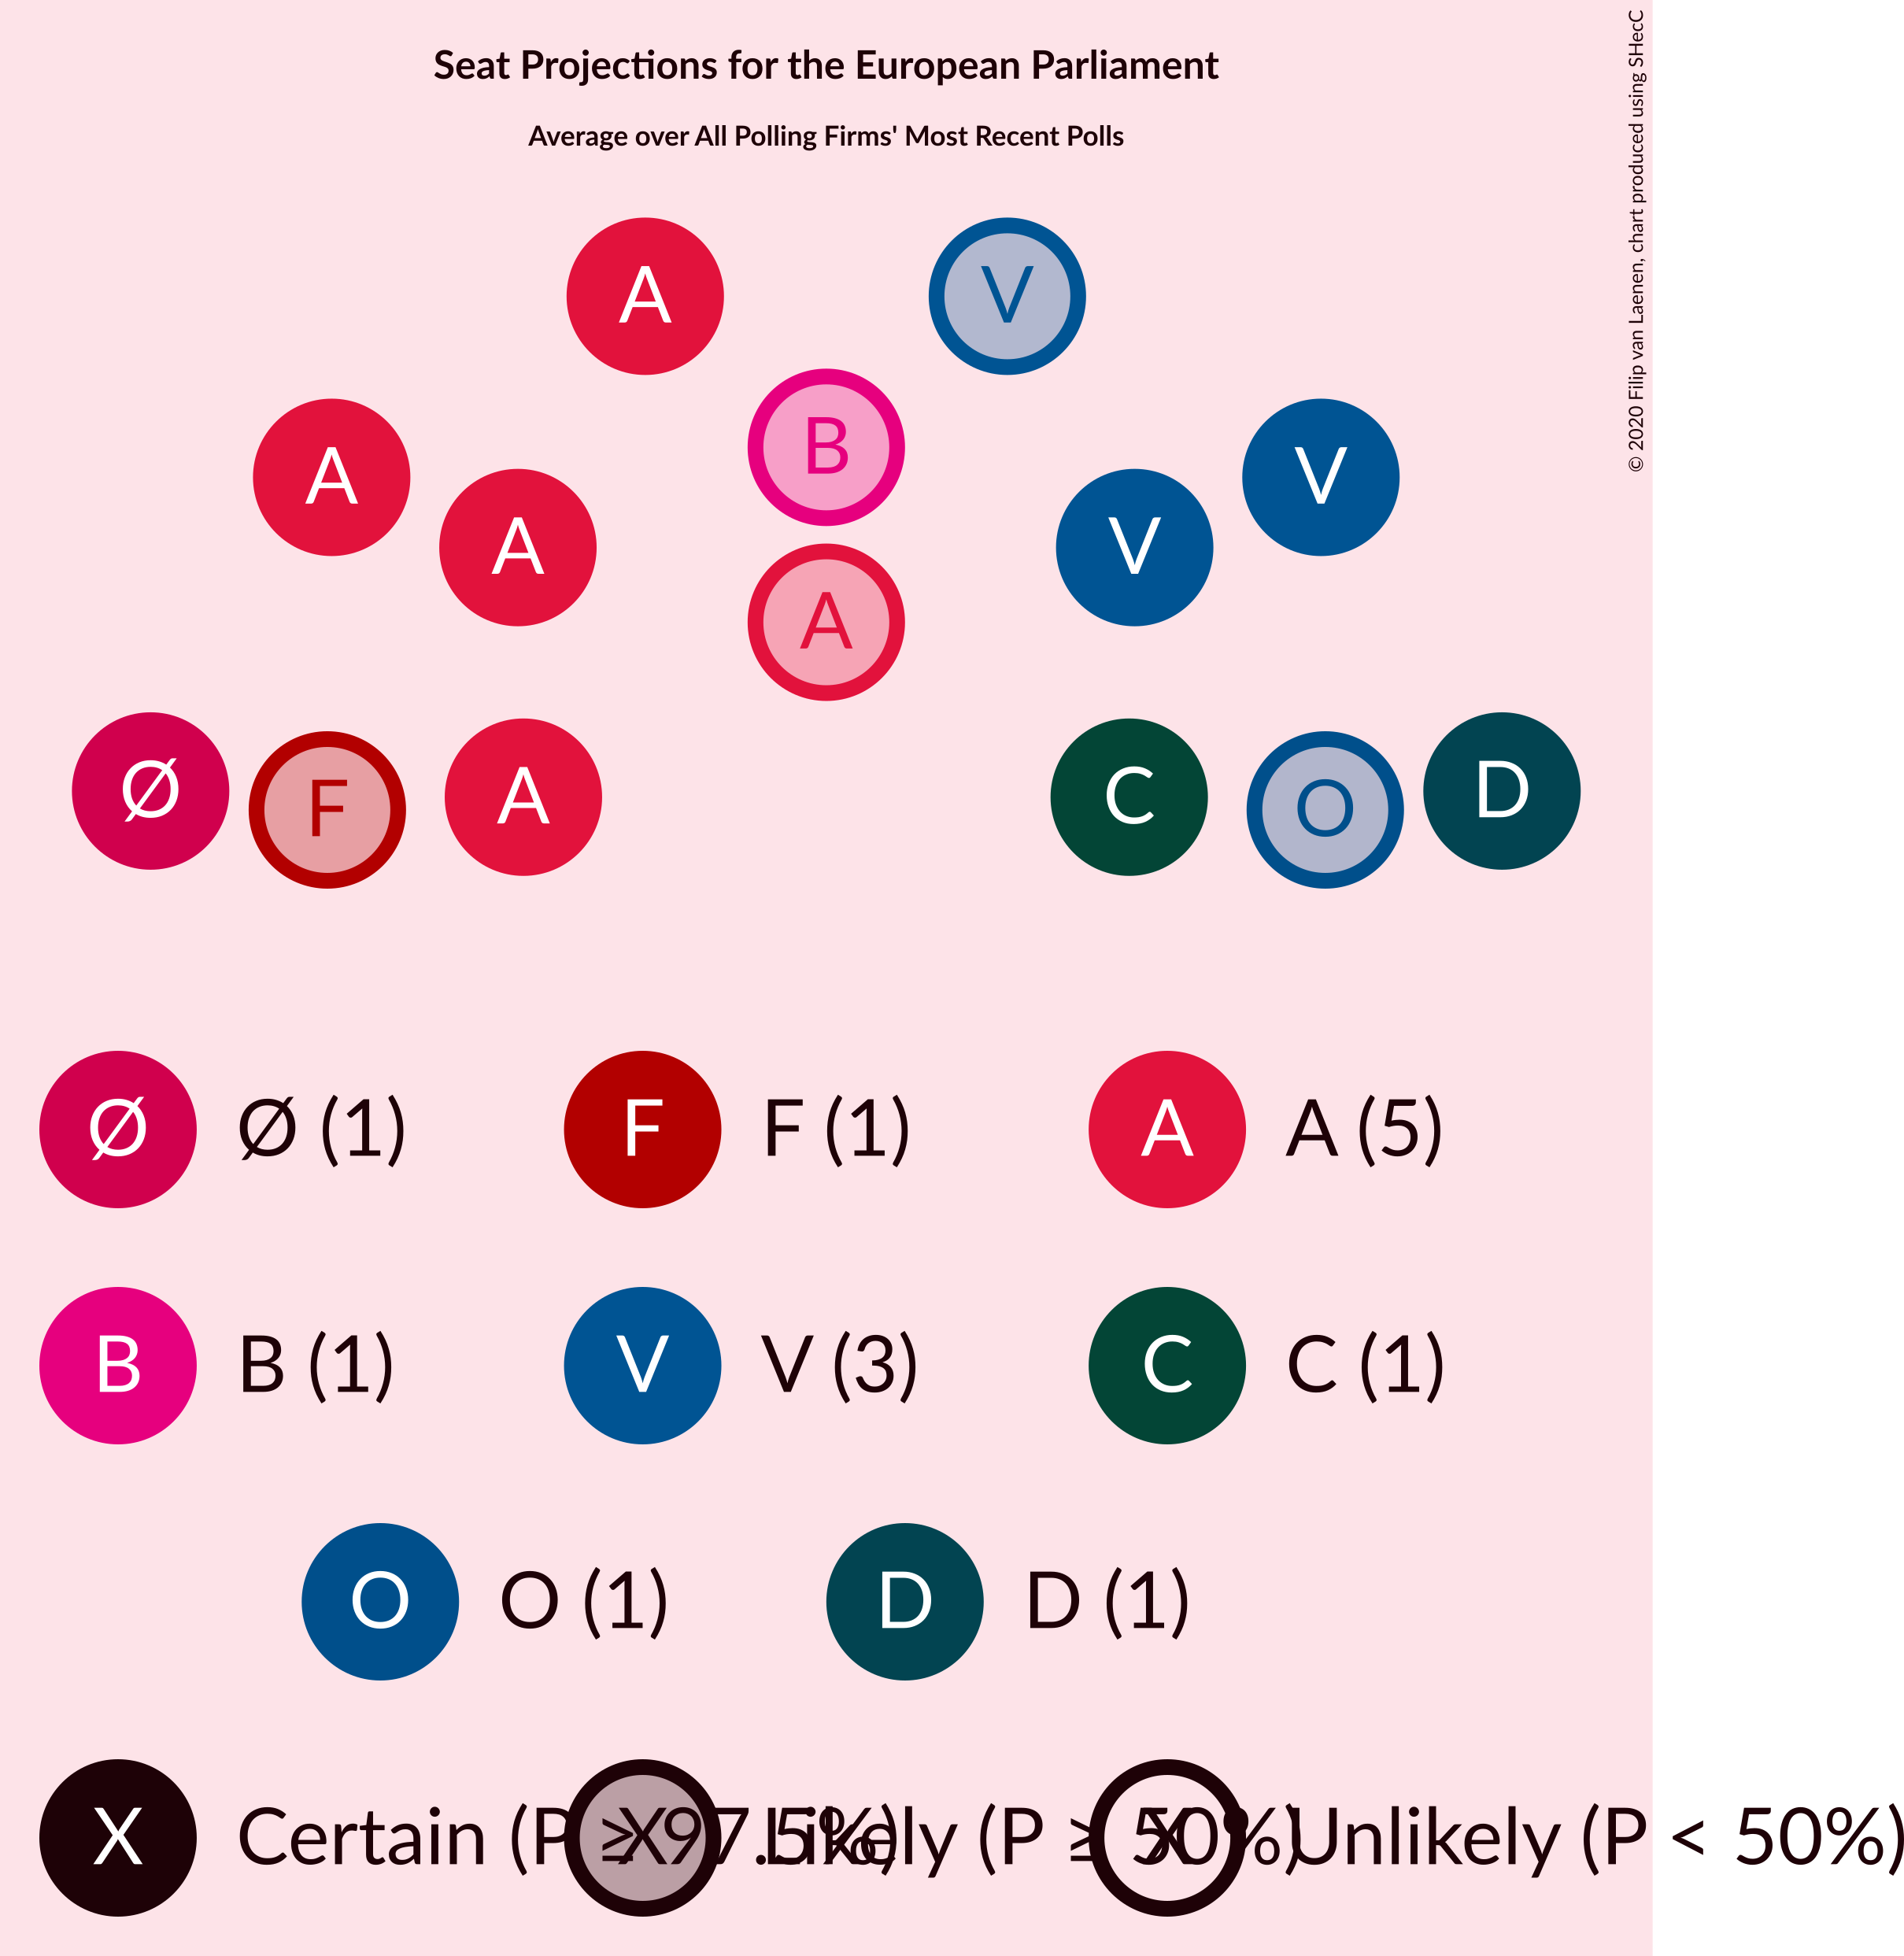 Seat Projections for the European Parliament
Average over All Polling Firms' Most Recent Polls
© 2020 Filip van Laenen, chart produced using SHecC
A V
B
A V
A V
A
Ø F A C O D
Ø Ø (1) F F (1) A A (5)
B B (1) V V (3) C C (1)
O O (1) D D (1)
X Certain (P ≥ 97.5%) X Likely (P ≥ 50%) X Unlikely (P < 50%)